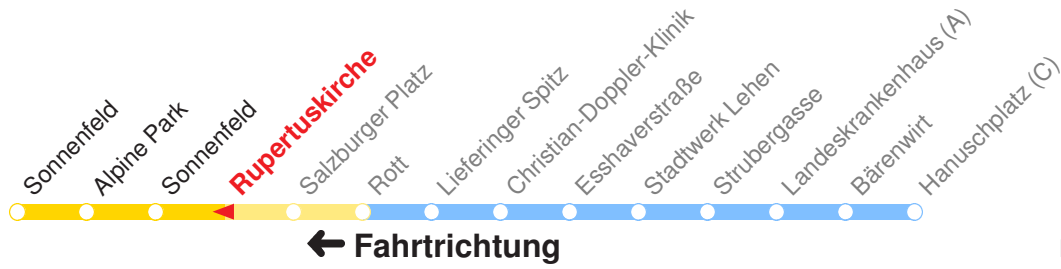 Sonnenfeld
Alpine Park
Sonnenfeld
Rupertuskirche
Salzburger Platz
Rott
Lieferinger Spitz
Christian-Doppler-Klinik
Esshaverstraße
Stadtwerk Lehen
Strubergasse
Landeskrankenhaus (A)
Bärenwirt
Hanuschplatz (C)
← Fahrtrichtung